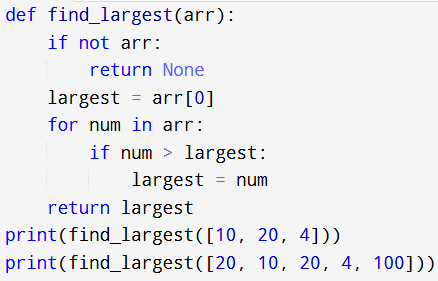 def find_largest(arr):
    if not arr:
        return None
    largest = arr[0]
    for num in arr:
        if num > largest:
            largest = num
    return largest
print(find_largest([10, 20, 4]))
print(find_largest([20, 10, 20, 4, 100]))